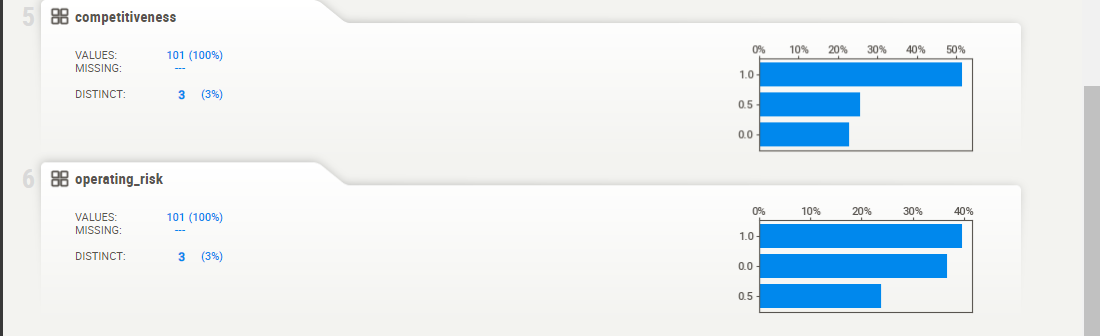 5
competitiveness
VALUES: 101 (100%)
MISSING: ---
DISTINCT: 3 (3%)
0% 10% 20% 30% 40% 50%
1.0
0.5
0.0
6
operating_risk
VALUES: 101 (100%)
MISSING: ---
DISTINCT: 3 (3%)
0% 10% 20% 30% 40%
1.0
0.0
0.5